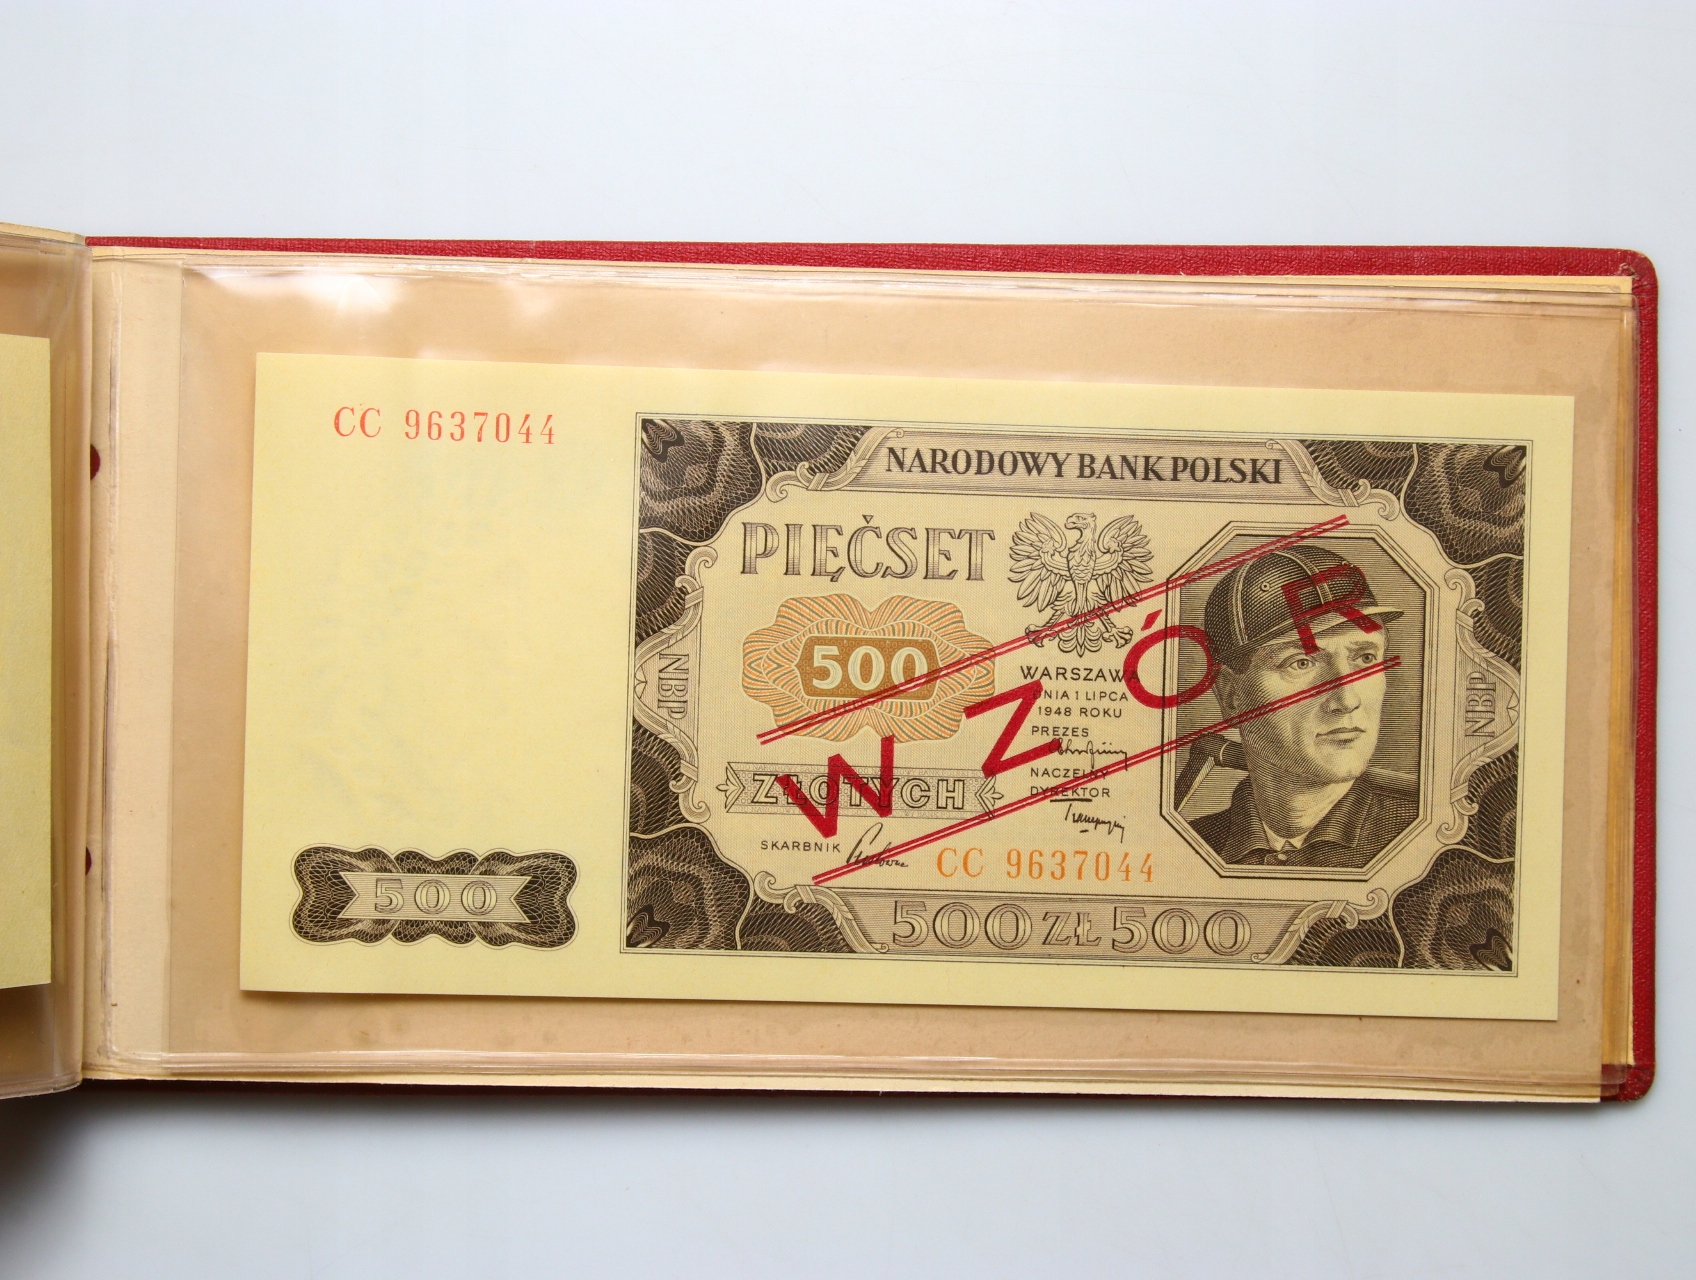 CC 9637044
NARODOWY BANK POLSKI
PIĘĆSET
500
WARSZAWA
DNIA 1 LIPCA
1948 ROKU
PREZES
NACZELNY
DYREKTOR
ZŁOTYCH
SKARBNIK
CC 9637044
500 ZŁ 500
NBP
NBP
500
WZÓR